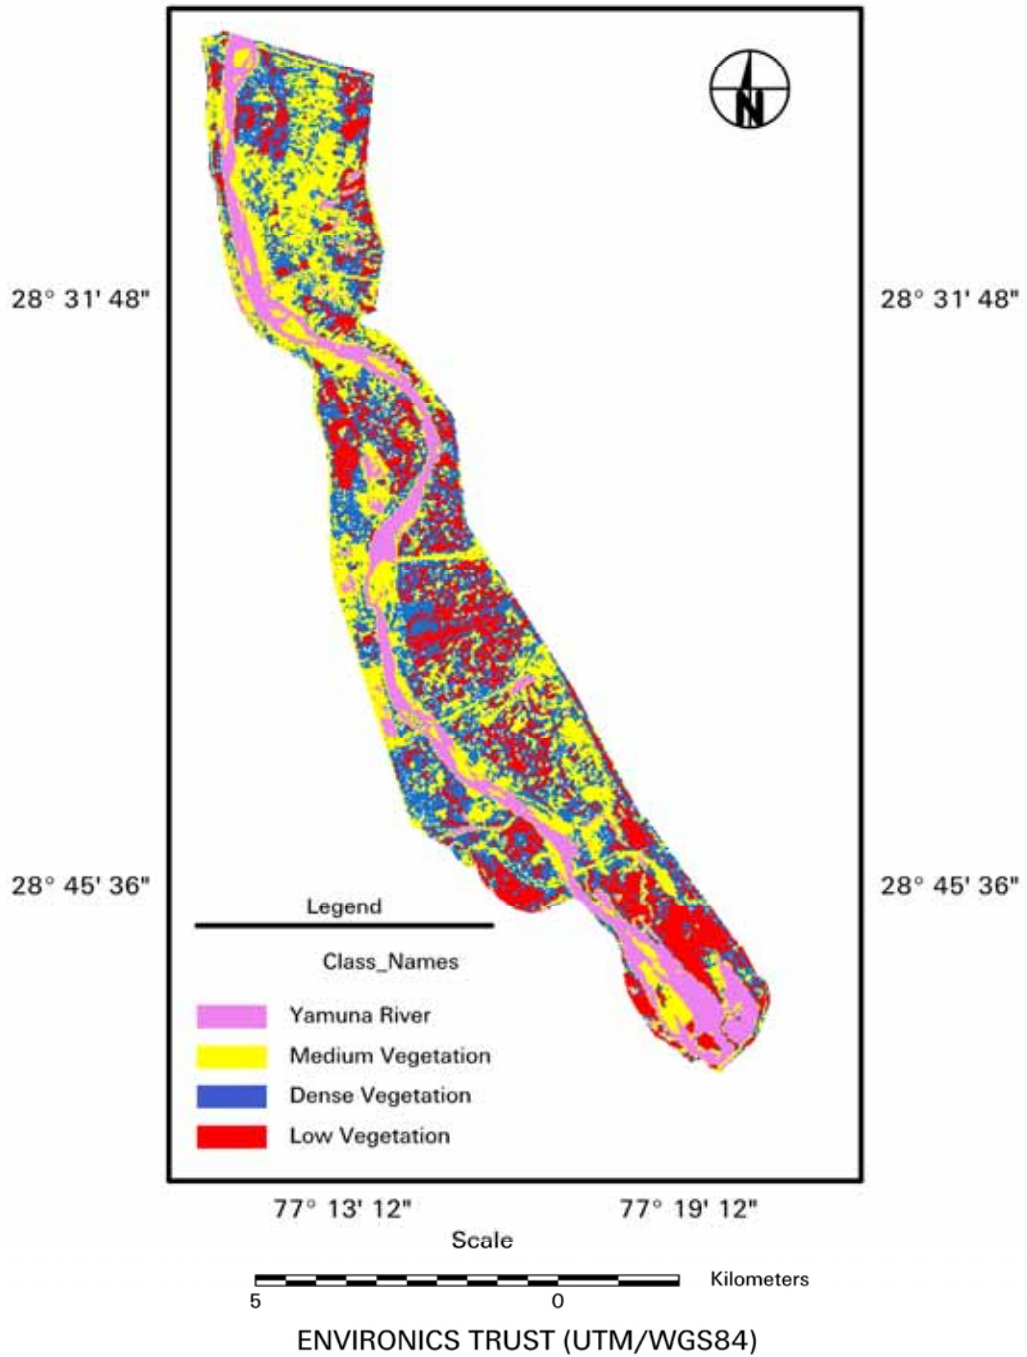 N
28° 31' 48" 28° 31' 48"
28° 45' 36" 28° 45' 36"
Legend
Class_Names
Yamuna River
Medium Vegetation
Dense Vegetation
Low Vegetation
77° 13' 12" 77° 19' 12"
Scale
Kilometers
5 0
ENVIRONICS TRUST (UTM/WGS84)